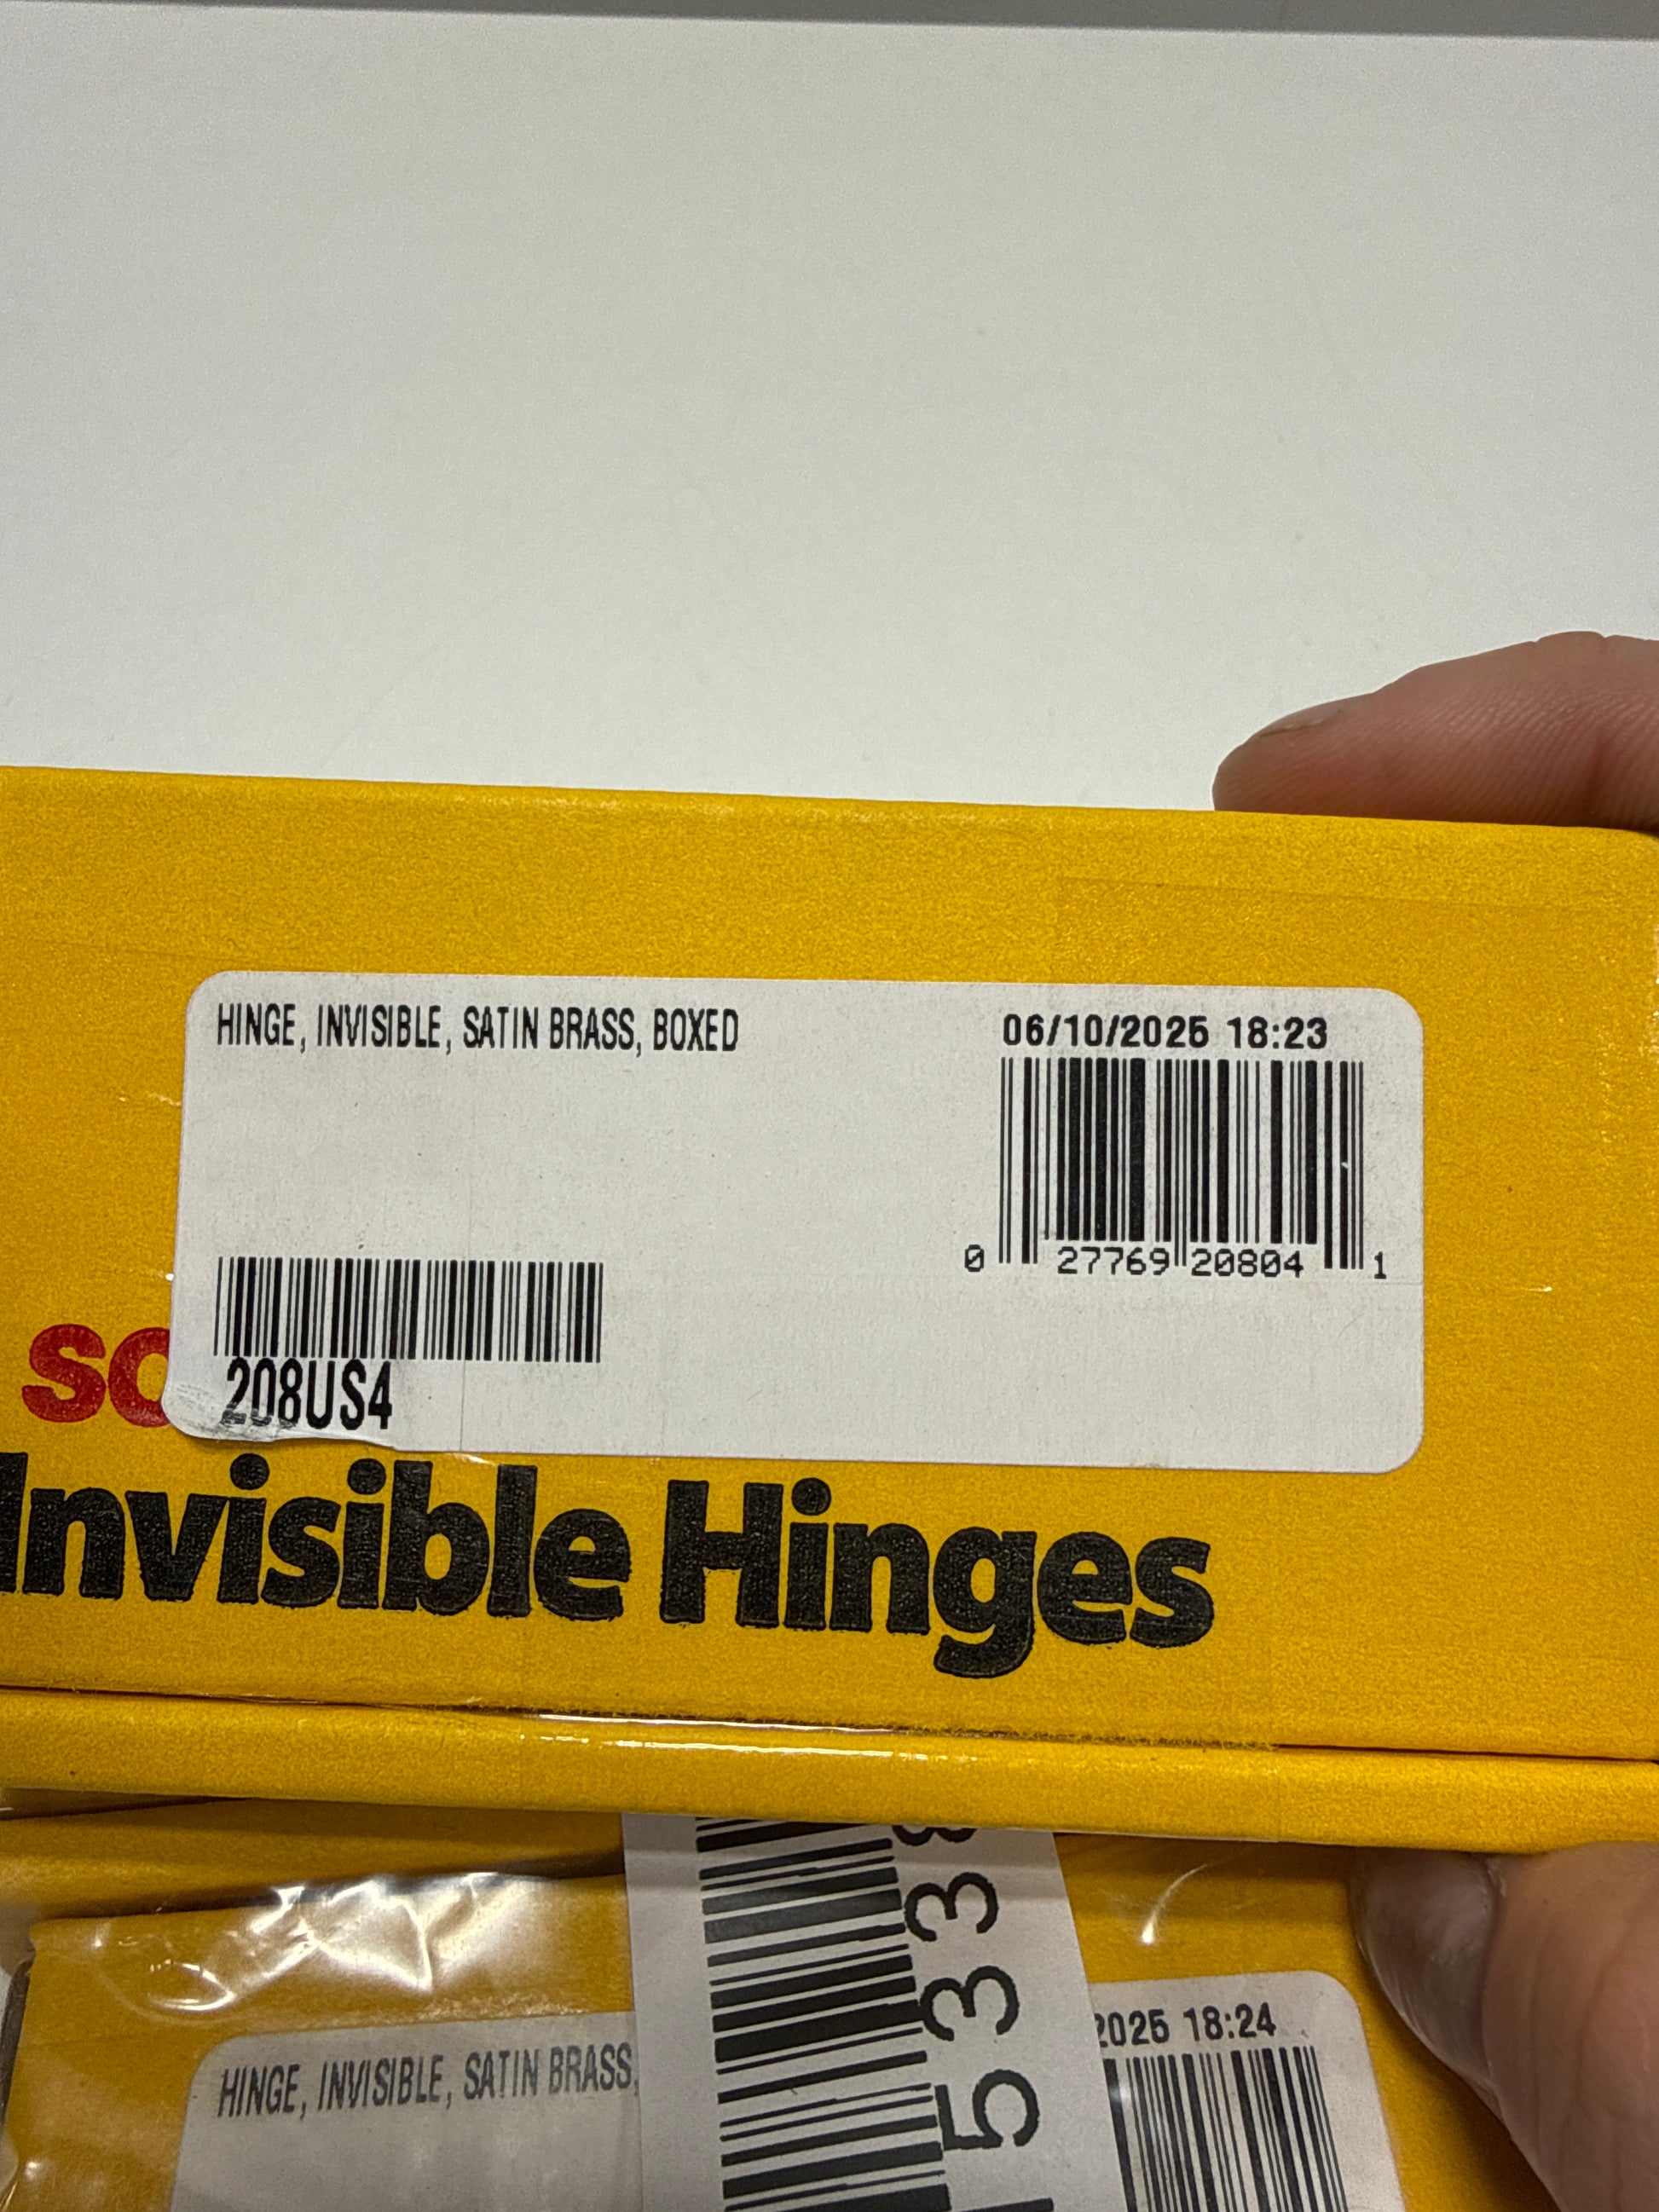 HINGE, INVISIBLE, SATIN BRASS, BOXED
06/10/2025 18:23
0 27769 20804 1
208US4
Invisible Hinges
HINGE, INVISIBLE, SATIN BRASS,
2025 18:24
5338